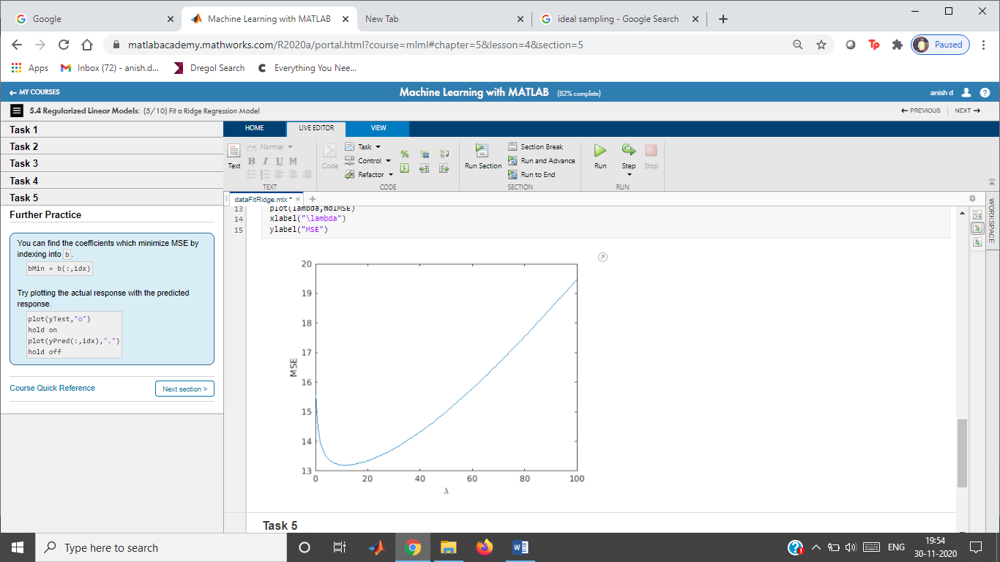 Google
Machine Learning with MATLAB
New Tab
ideal sampling - Google Search
matlabacademy.mathworks.com/R2020a/portal.html?course=mlml#chapter=5&lesson=4&section=5
Tp
Paused
Apps
Inbox (72) - anish.d...
Dregol Search
Everything You Nee...
← MY COURSES
Machine Learning with MATLAB (82% complete)
anish d
5.4 Regularized Linear Models: (5/10) Fit a Ridge Regression Model
← PREVIOUS
NEXT →
Task 1
Task 2
Task 3
Task 4
Task 5
Further Practice
You can find the coefficients which minimize MSE by
indexing into b.
bMin = b(:,idx)
Try plotting the actual response with the predicted
response.
plot(yTest,"o")
hold on
plot(yPred(:,idx),".")
hold off
Course Quick Reference
Next section >
HOME
LIVE EDITOR
VIEW
Text
Aa Normal
B I U M
TEXT
Code
Task
Control
Refactor
CODE
Run Section
Section Break
Run and Advance
Run to End
SECTION
Run
Step
Stop
RUN
dataFitRidge.mlx *
WORKSPACE
13 plot(lambda,mdlMSE)
14 xlabel("\lambda")
15 ylabel("MSE")
20
19
18
17
16
15
14
13
MSE
0 20 40 60 80 100
λ
Task 5
Type here to search
ENG
19:54
30-11-2020